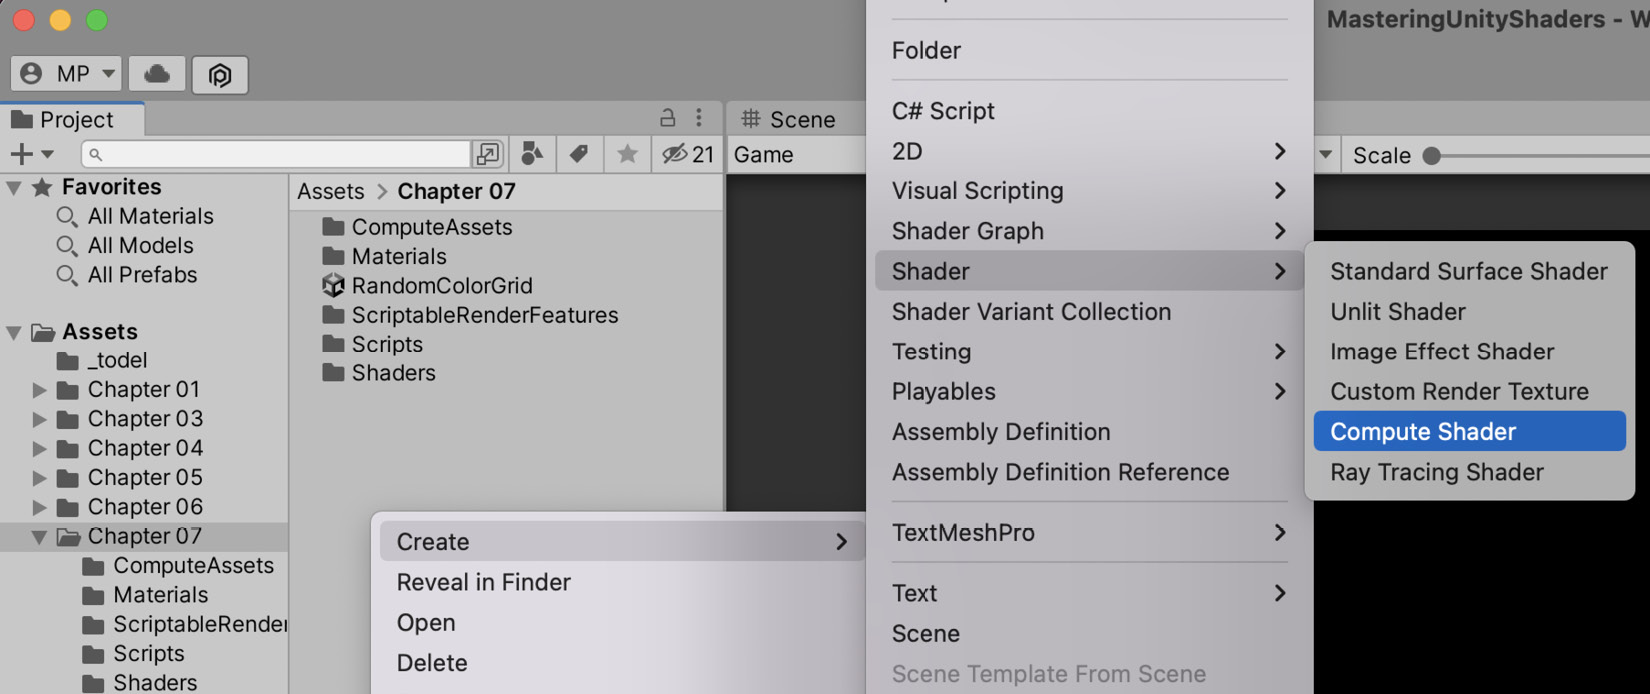 MasteringUnityShaders - W
MP
Project
21
Favorites
All Materials
All Models
All Prefabs
Assets
_todel
Chapter 01
Chapter 03
Chapter 04
Chapter 05
Chapter 06
Chapter 07
ComputeAssets
Materials
ScriptableRender
Scripts
Shaders
Assets > Chapter 07
ComputeAssets
Materials
RandomColorGrid
ScriptableRenderFeatures
Scripts
Shaders
Scene
Game
Scale
Create
Reveal in Finder
Open
Delete
Folder
C# Script
2D
Visual Scripting
Shader Graph
Shader
Shader Variant Collection
Testing
Playables
Assembly Definition
Assembly Definition Reference
TextMeshPro
Text
Scene
Scene Template From Scene
Standard Surface Shader
Unlit Shader
Image Effect Shader
Custom Render Texture
Compute Shader
Ray Tracing Shader